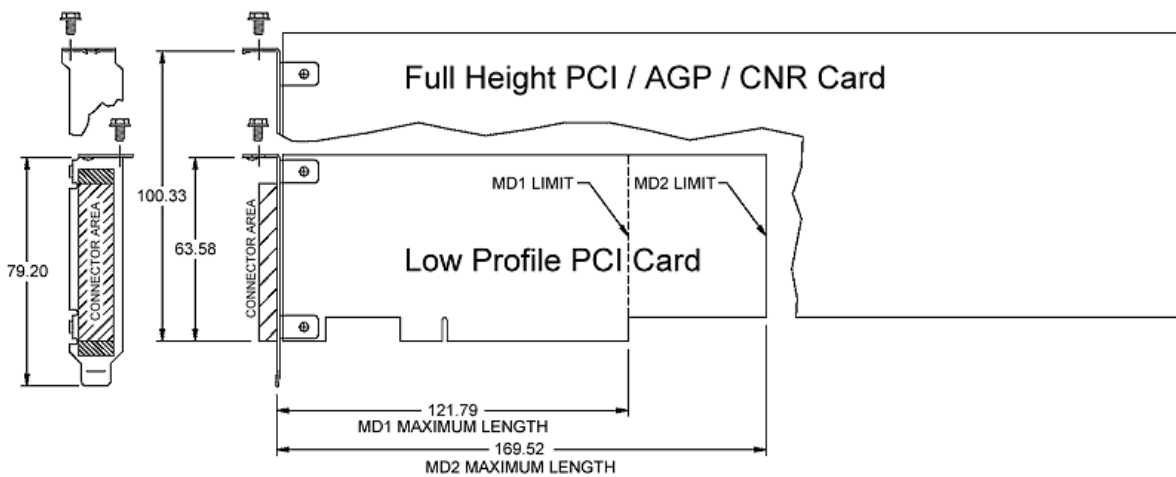 Full Height PCI / AGP / CNR Card
100.33
79.20
CONNECTOR AREA
63.58
CONNECTOR AREA
MD1 LIMIT
MD2 LIMIT
Low Profile PCI Card
121.79
MD1 MAXIMUM LENGTH
169.52
MD2 MAXIMUM LENGTH